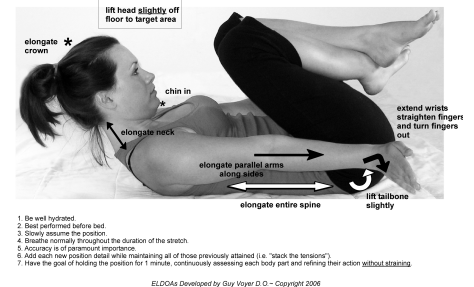 lift head slightly off
floor to target area
elongate
crown
chin in
elongate neck
extend wrists
straighten fingers
and turn fingers
out
elongate parallel arms
along sides
lift tailbone
slightly
elongate entire spine
1. Be well hydrated.
2. Best performed before bed.
3. Slowly assume the position.
4. Breathe normally throughout the duration of the stretch.
5. Accuracy is of paramount importance.
6. Add each new position detail while maintaining all of those previously attained (i.e. "stack the tensions").
7. Have the goal of holding the position for 1 minute, continuously assessing each body part and refining their action without straining.
ELDOAs Developed by Guy Voyer D.O.~ Copyright 2006